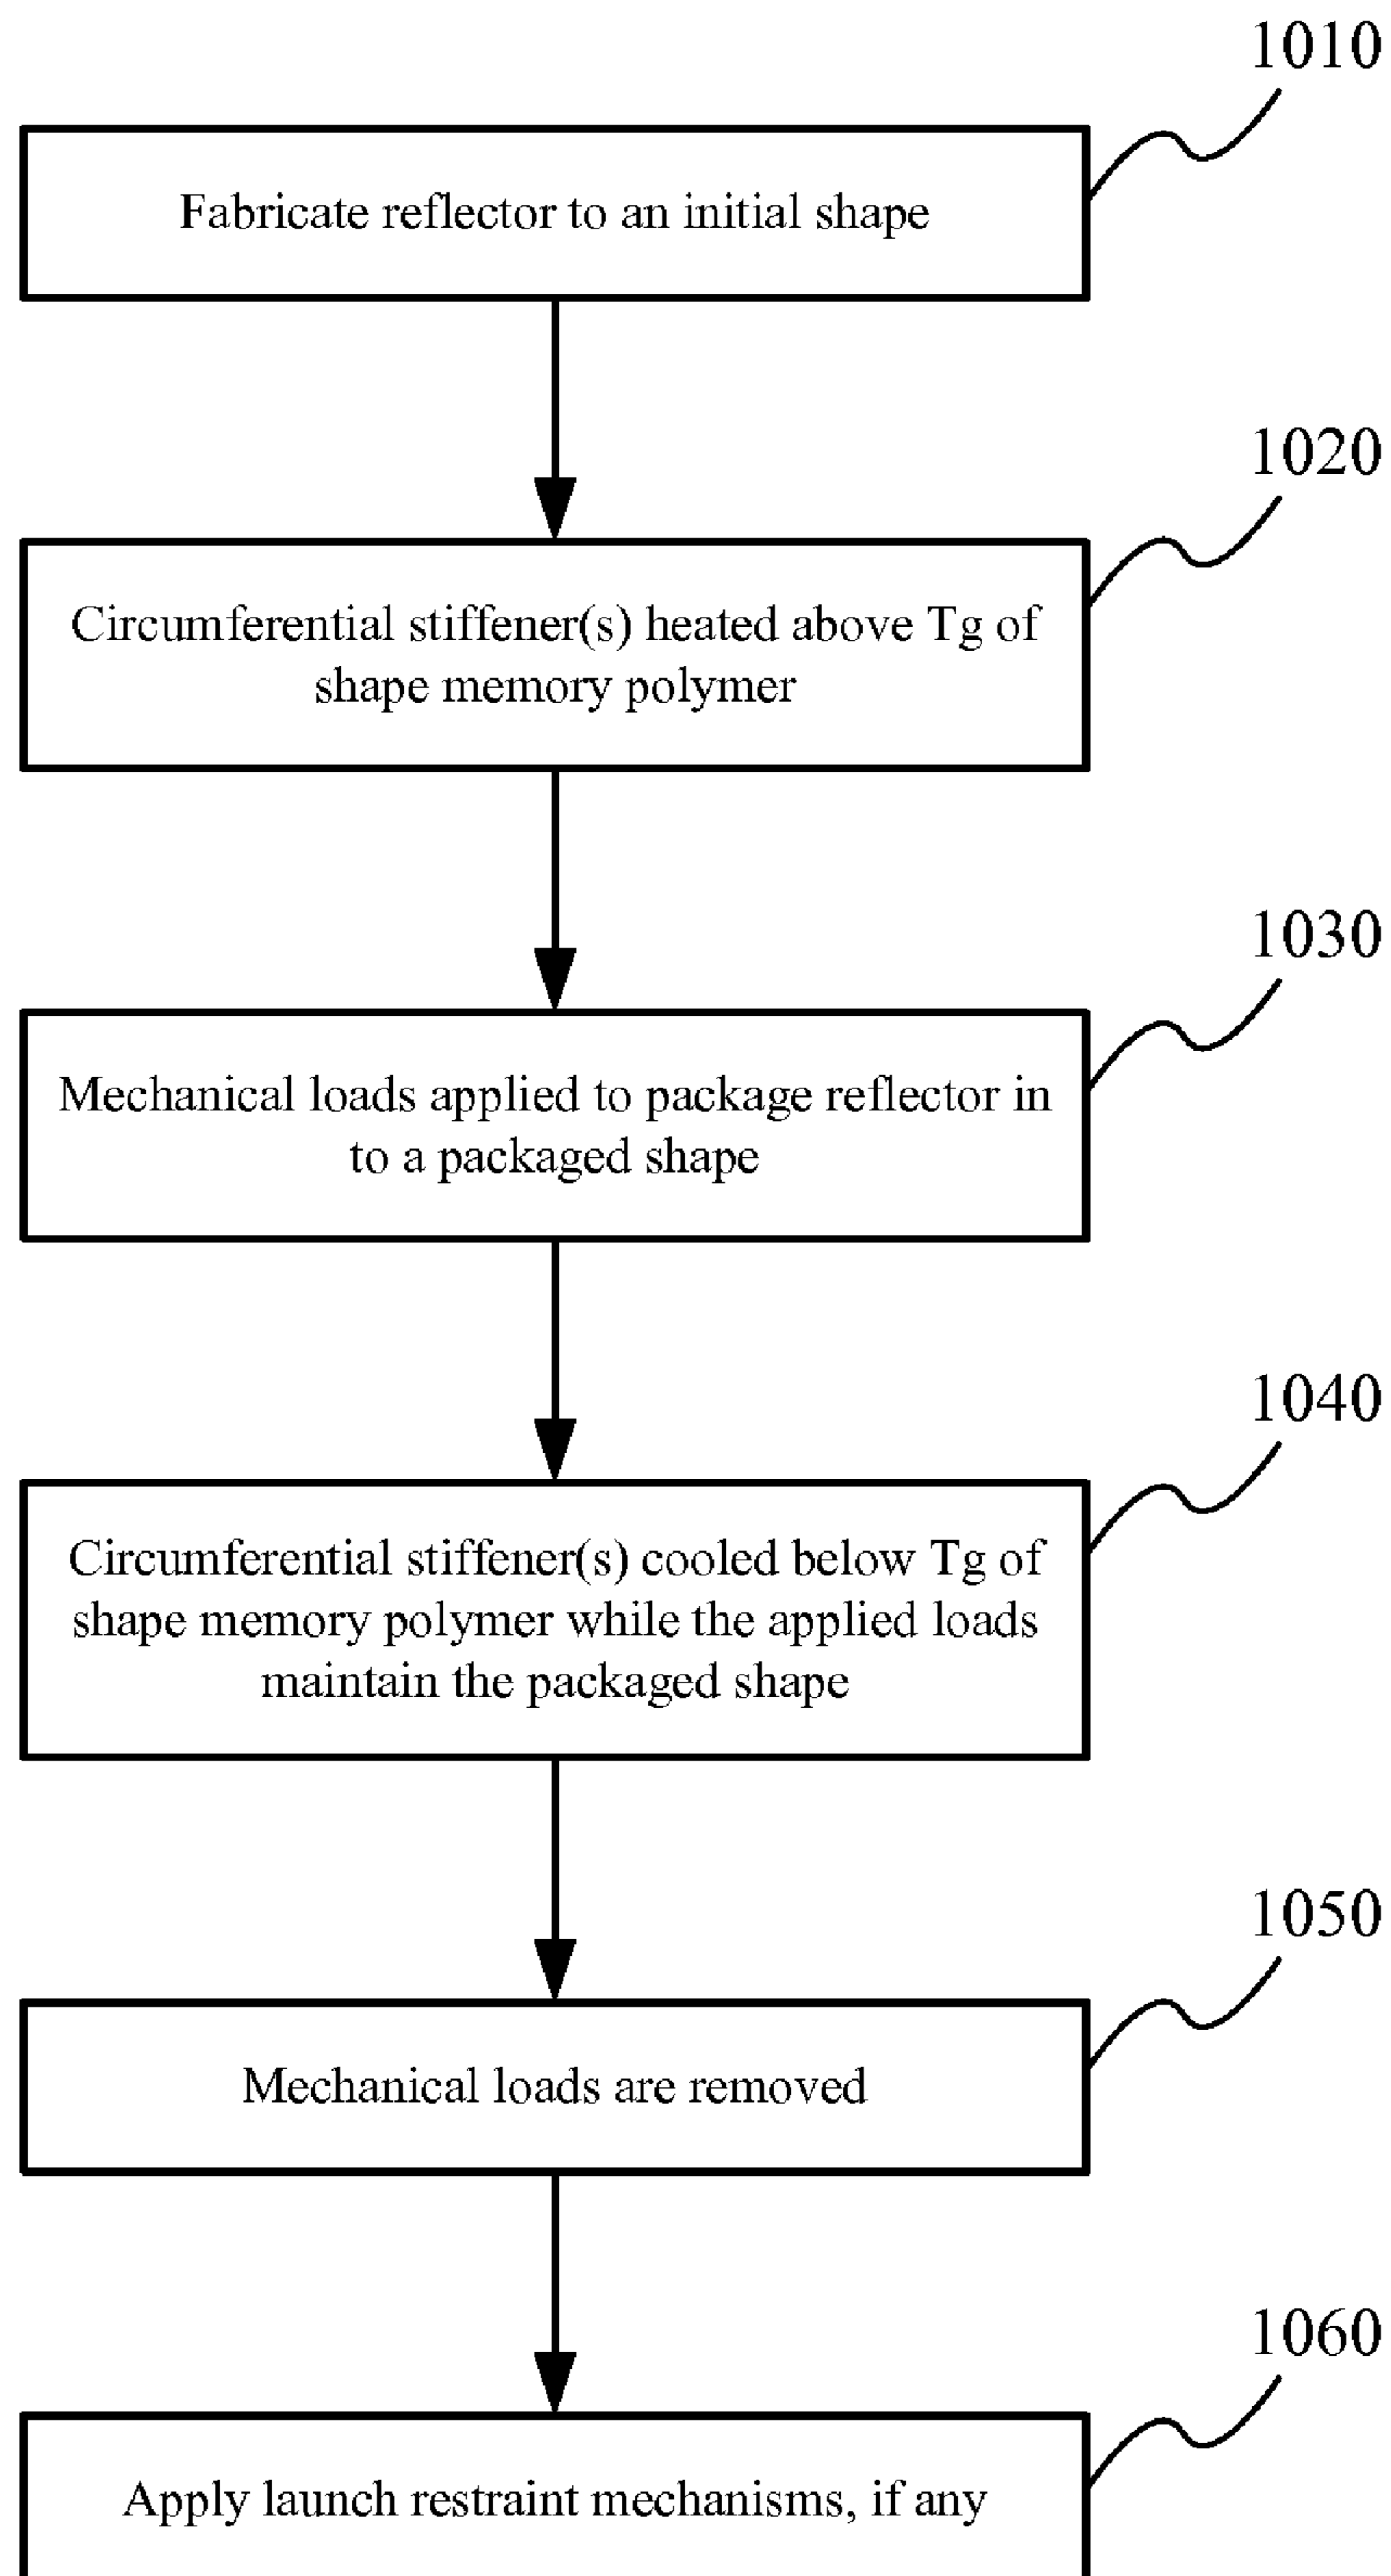 1010
Fabricate reflector to an initial shape
1020
Circumferential stiffener(s) heated above Tg of
shape memory polymer
1030
Mechanical loads applied to package reflector in
to a packaged shape
1040
Circumferential stiffener(s) cooled below Tg of
shape memory polymer while the applied loads
maintain the packaged shape
1050
Mechanical loads are removed
1060
Apply launch restraint mechanisms, if any